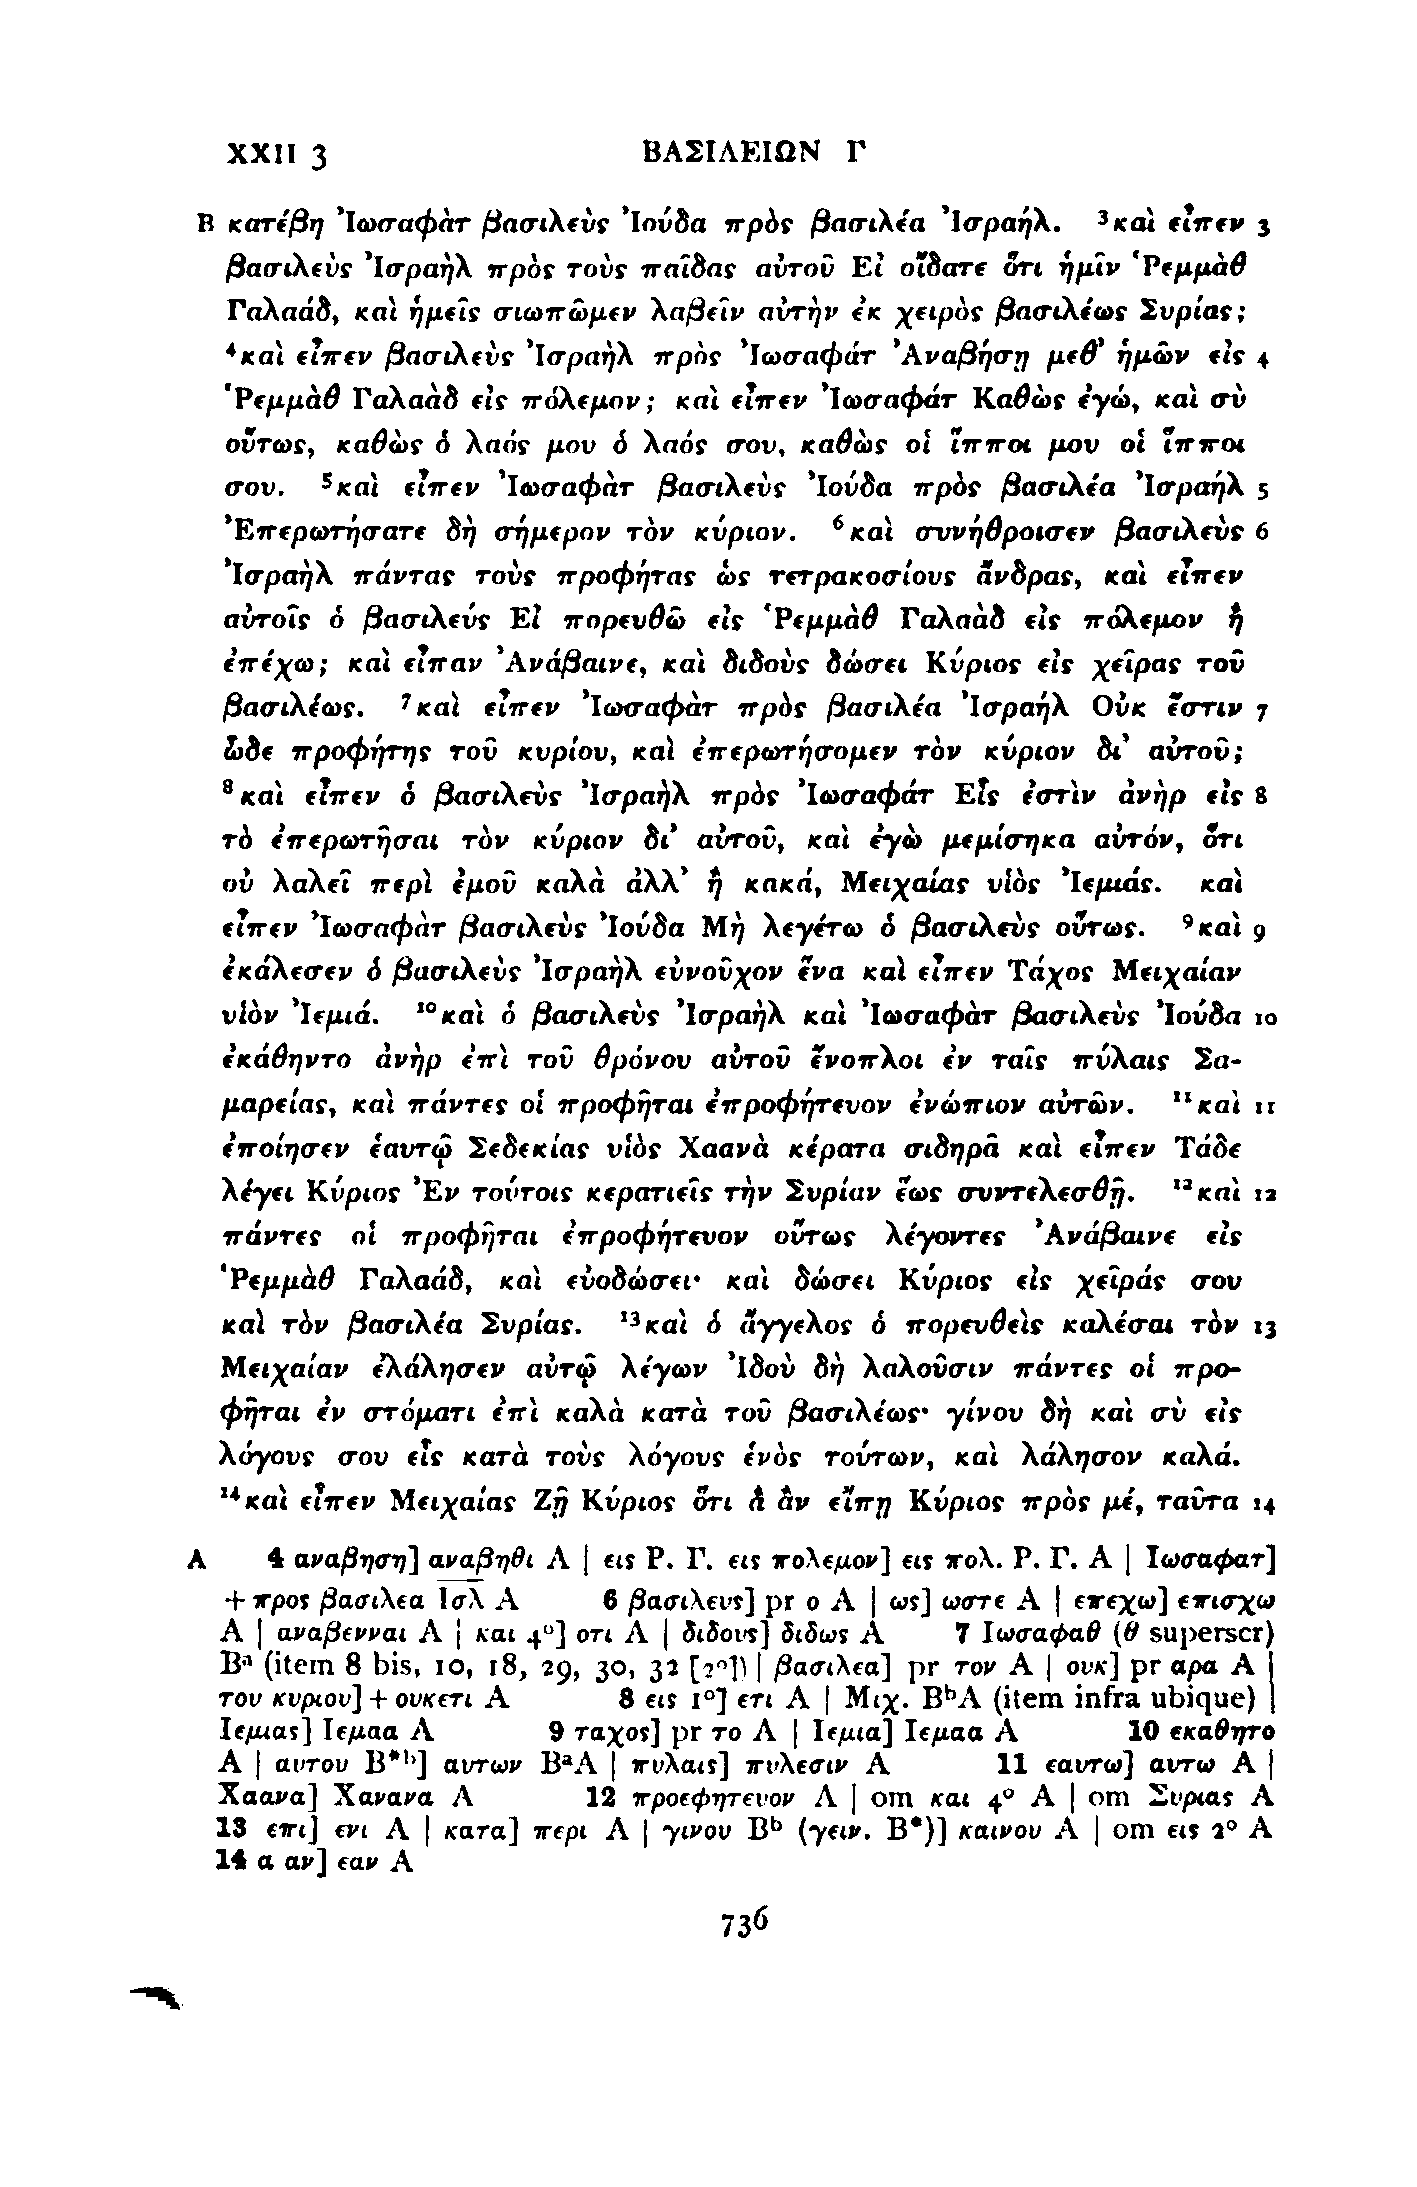 XXII 3 ΒΑΣΙΛΕΙΩΝ Γ
B κατέβη Ἰωσαφὰτ βασιλεὺς Ἰούδα πρὸς βασιλέα Ἰσραήλ. ³καὶ εἶπεν 3
βασιλεὺς Ἰσραὴλ πρὸς τοὺς παῖδας αὐτοῦ Εἰ οἴδατε ὅτι ἡμῖν Ῥεμμὰθ
Γαλαάδ, καὶ ἡμεῖς σιωπῶμεν λαβεῖν αὐτὴν ἐκ χειρὸς βασιλέως Συρίας;
⁴καὶ εἶπεν βασιλεὺς Ἰσραὴλ πρὸς Ἰωσαφάτ Ἀναβήσῃ μεθ᾽ ἡμῶν εἰς 4
Ῥεμμὰθ Γαλαὰδ εἰς πόλεμον; καὶ εἶπεν Ἰωσαφάτ Καθὼς ἐγώ, καὶ σὺ
οὕτως, καθὼς ὁ λαός μου ὁ λαός σου, καθὼς οἱ ἵπποι μου οἱ ἵπποι
σου. ⁵καὶ εἶπεν Ἰωσαφὰτ βασιλεὺς Ἰούδα πρὸς βασιλέα Ἰσραήλ 5
Ἐπερωτήσατε δὴ σήμερον τὸν κύριον. ⁶καὶ συνήθροισεν βασιλεὺς 6
Ἰσραὴλ πάντας τοὺς προφήτας ὡς τετρακοσίους ἄνδρας, καὶ εἶπεν
αὐτοῖς ὁ βασιλεύς Εἰ πορευθῶ εἰς Ῥεμμὰθ Γαλαὰδ εἰς πόλεμον ἢ
ἐπέχω; καὶ εἶπαν Ἀνάβαινε, καὶ διδοὺς δώσει Κύριος εἰς χεῖρας τοῦ
βασιλέως. ⁷καὶ εἶπεν Ἰωσαφὰτ πρὸς βασιλέα Ἰσραήλ Οὐκ ἔστιν 7
ὧδε προφήτης τοῦ κυρίου, καὶ ἐπερωτήσομεν τὸν κύριον δι᾽ αὐτοῦ;
⁸καὶ εἶπεν ὁ βασιλεὺς Ἰσραὴλ πρὸς Ἰωσαφάτ Εἷς ἐστὶν ἀνὴρ εἰς 8
τὸ ἐπερωτῆσαι τὸν κύριον δι᾽ αὐτοῦ, καὶ ἐγὼ μεμίσηκα αὐτόν, ὅτι
οὐ λαλεῖ περὶ ἐμοῦ καλὰ ἀλλ᾽ ἢ κακά, Μειχαίας υἱὸς Ἰεμιάς. καὶ
εἶπεν Ἰωσαφὰτ βασιλεὺς Ἰούδα Μὴ λεγέτω ὁ βασιλεὺς οὕτως. ⁹καὶ 9
ἐκάλεσεν ὁ βασιλεὺς Ἰσραὴλ εὐνοῦχον ἕνα καὶ εἶπεν Τάχος Μειχαίαν
υἱὸν Ἰεμιά. ¹⁰καὶ ὁ βασιλεὺς Ἰσραὴλ καὶ Ἰωσαφὰτ βασιλεὺς Ἰούδα 10
ἐκάθηντο ἀνὴρ ἐπὶ τοῦ θρόνου αὐτοῦ ἔνοπλοι ἐν ταῖς πύλαις Σα-
μαρείας, καὶ πάντες οἱ προφῆται ἐπροφήτευον ἐνώπιον αὐτῶν. ¹¹καὶ 11
ἐποίησεν ἑαυτῷ Σεδεκίας υἱὸς Χαανὰ κέρατα σιδηρᾶ καὶ εἶπεν Τάδε
λέγει Κύριος Ἐν τούτοις κερατιεῖς τὴν Συρίαν ἕως συντελεσθῇ. ¹²καὶ 12
πάντες οἱ προφῆται ἐπροφήτευον οὕτως λέγοντες Ἀνάβαινε εἰς
Ῥεμμὰθ Γαλαάδ, καὶ εὐοδώσει· καὶ δώσει Κύριος εἰς χεῖράς σου
καὶ τὸν βασιλέα Συρίας. ¹³καὶ ὁ ἄγγελος ὁ πορευθεὶς καλέσαι τὸν 13
Μειχαίαν ἐλάλησεν αὐτῷ λέγων Ἰδοὺ δὴ λαλοῦσιν πάντες οἱ προ-
φῆται ἐν στόματι ἐπὶ καλὰ κατὰ τοῦ βασιλέως· γίνου δὴ καὶ σὺ εἰς
λόγους σου εἷς κατὰ τοὺς λόγους ἑνὸς τούτων, καὶ λάλησον καλά.
¹⁴καὶ εἶπεν Μειχαίας Ζῇ Κύριος ὅτι ἃ ἂν εἴπῃ Κύριος πρὸς μέ, ταῦτα 14
A 4 αναβηση] αναβηθι A | εις Ρ. Γ. εις πολεμον] εις πολ. Ρ. Γ. A | Ιωσαφατ]
+ προς βασιλεα Ισ̅λ̅ A 6 βασιλευς] pr ο A | ως] ωστε A | επεχω] επισχω
A | αναβενναι A | και 4°] οτι A | διδους] διδως A 7 Ιωσαφαθ (θ superscr)
Bᵃ (item 8 bis, 10, 18, 29, 30, 32 [2°]) | βασιλεα] pr τον A | ουκ] pr αρα A |
του κυριου] + ουκετι A 8 εις 1°] ετι A | Μιχ. BᵇA (item infra ubique) |
Ιεμιας] Ιεμαα A 9 ταχος] pr το A | Ιεμια] Ιεμαα A 10 εκαθητο
A | αυτου B*ᵇ] αυτων BᵃA | πυλαις] πυλεσιν A 11 εαυτω] αυτω A |
Χαανα] Χανανα A 12 προεφητευον A | om και 4° A | om Συριας A
13 επι] ενι A | κατα] περι A | γινου Bᵇ (γειν. B*)] καινου A | om εις 2° A
14 α αν] εαν A
736